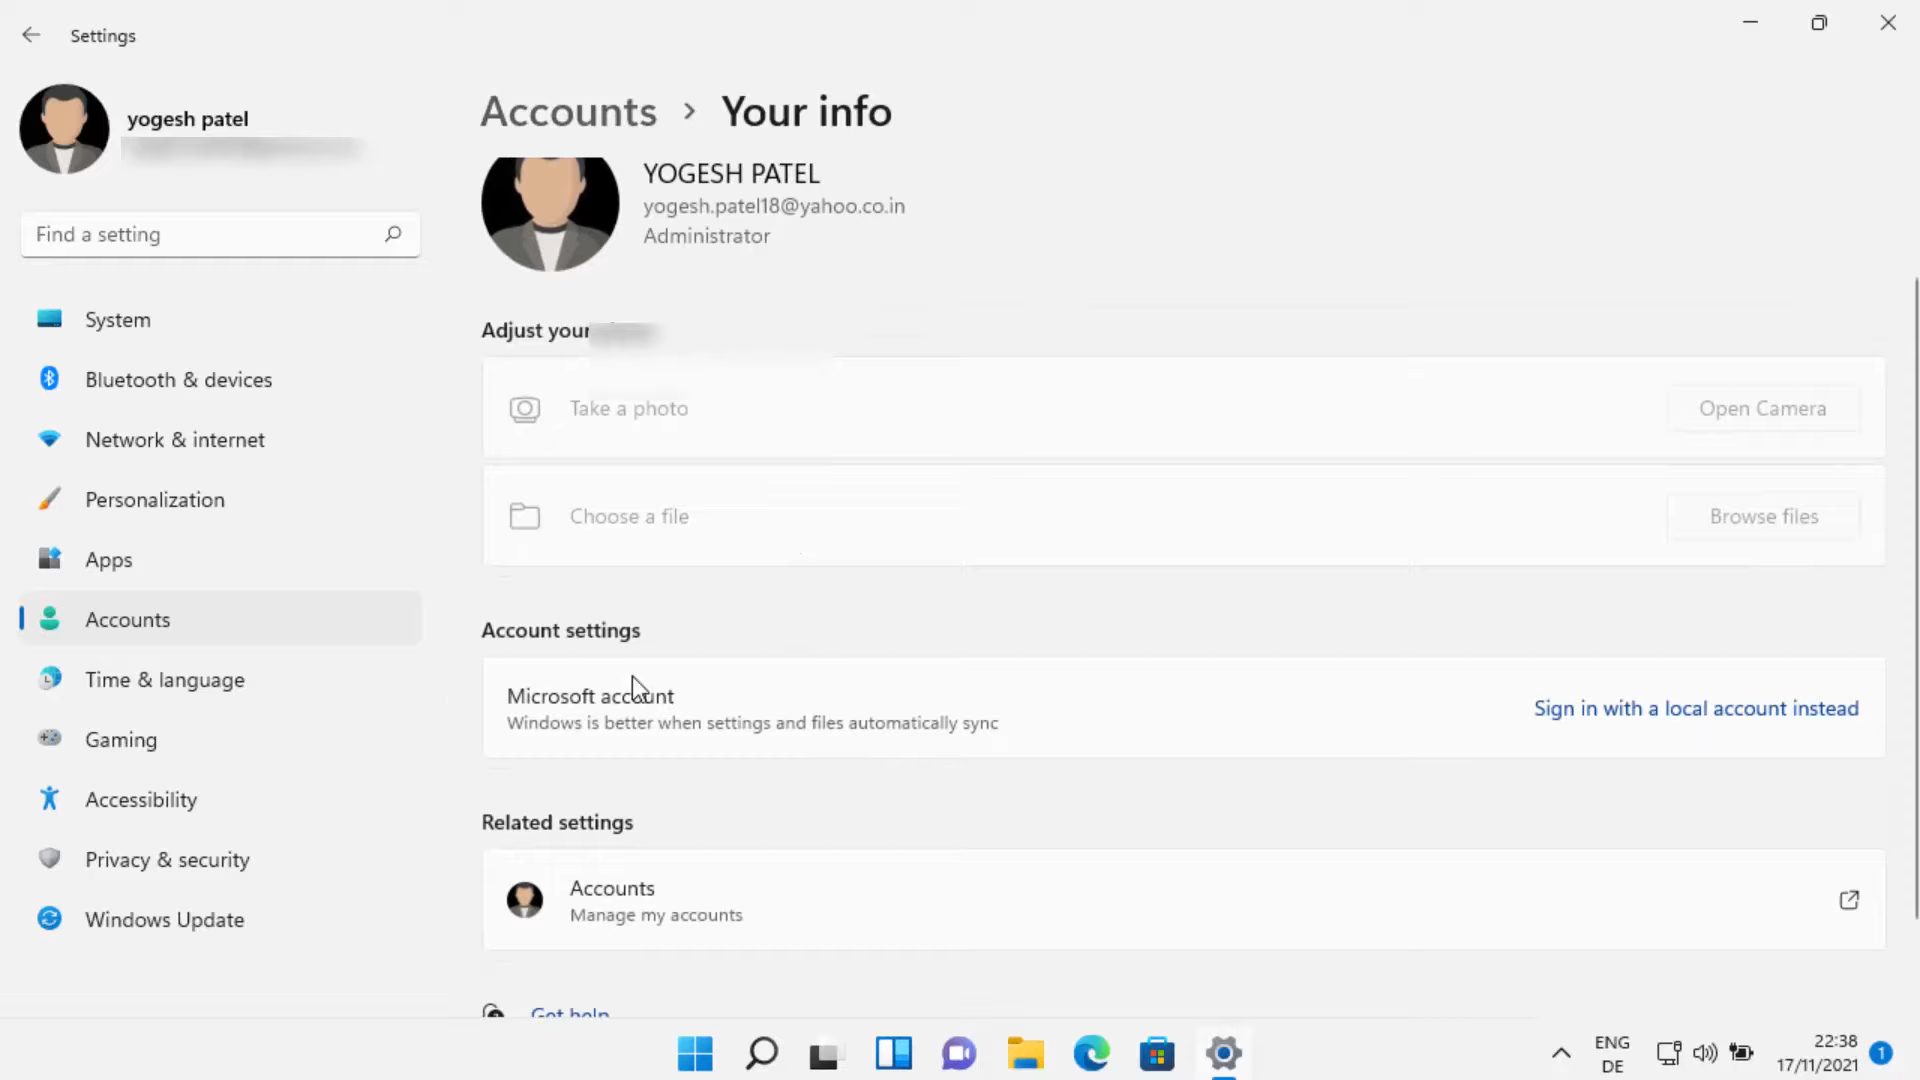 Settings
yogesh patel
Find a setting
System
Bluetooth & devices
Network & internet
Personalization
Apps
Accounts
Time & language
Gaming
Accessibility
Privacy & security
Windows Update
Accounts > Your info
YOGESH PATEL
yogesh.patel18@yahoo.co.in
Administrator
Adjust your
Take a photo
Open Camera
Choose a file
Browse files
Account settings
Microsoft account
Windows is better when settings and files automatically sync
Sign in with a local account instead
Related settings
Accounts
Manage my accounts
Get help
ENG
DE
22:38
17/11/2021
1